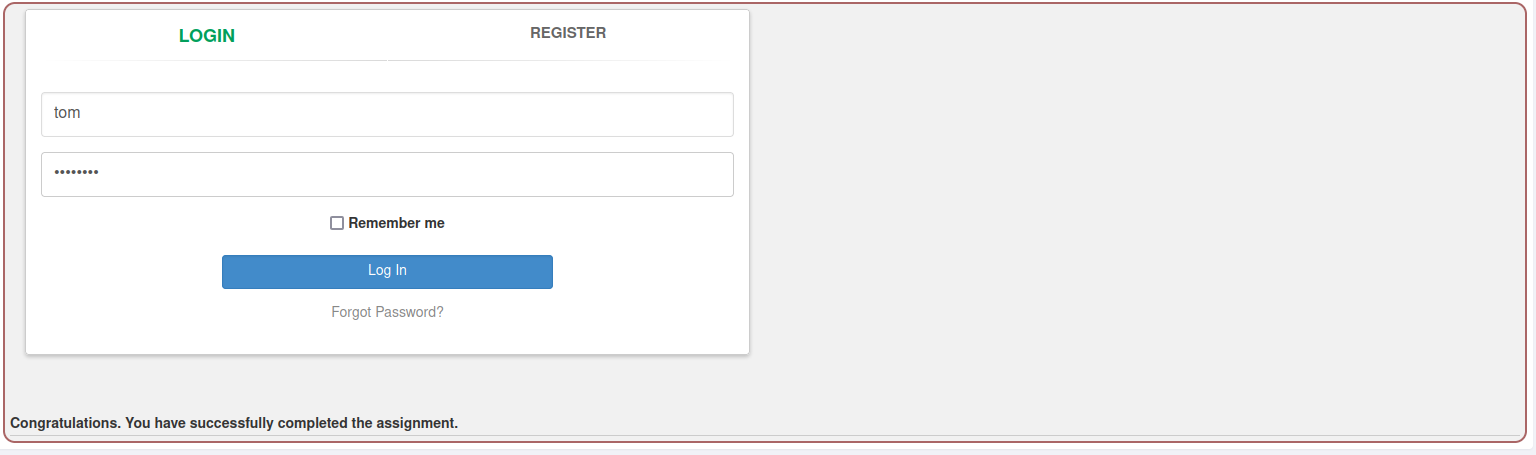 LOGIN REGISTER
tom
••••••••
Remember me
Log In
Forgot Password?
Congratulations. You have successfully completed the assignment.